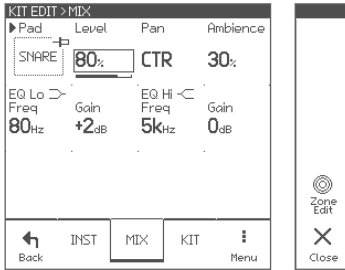 KIT EDIT>MIX
Pad Level Pan Ambience
SNARE 80% CTR 30%
EQ Lo EQ Hi
Freq Gain Freq Gain
80Hz +2dB 5kHz 0dB
Back INST MIX KIT Menu
Zone
Edit
Close